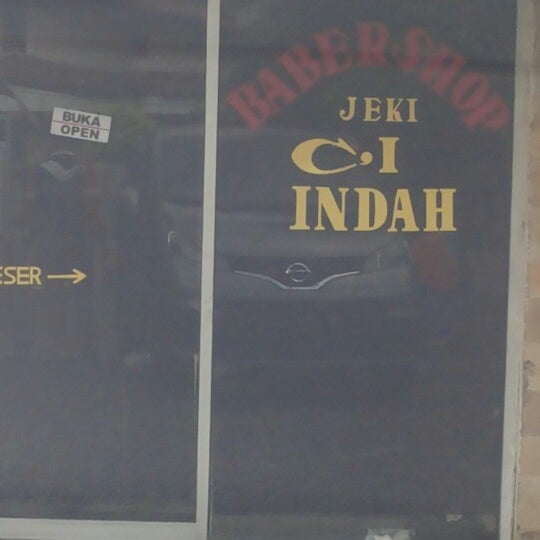 BABER SHOP
JEKI
C,I
INDAH
BUKA
OPEN
ESER →